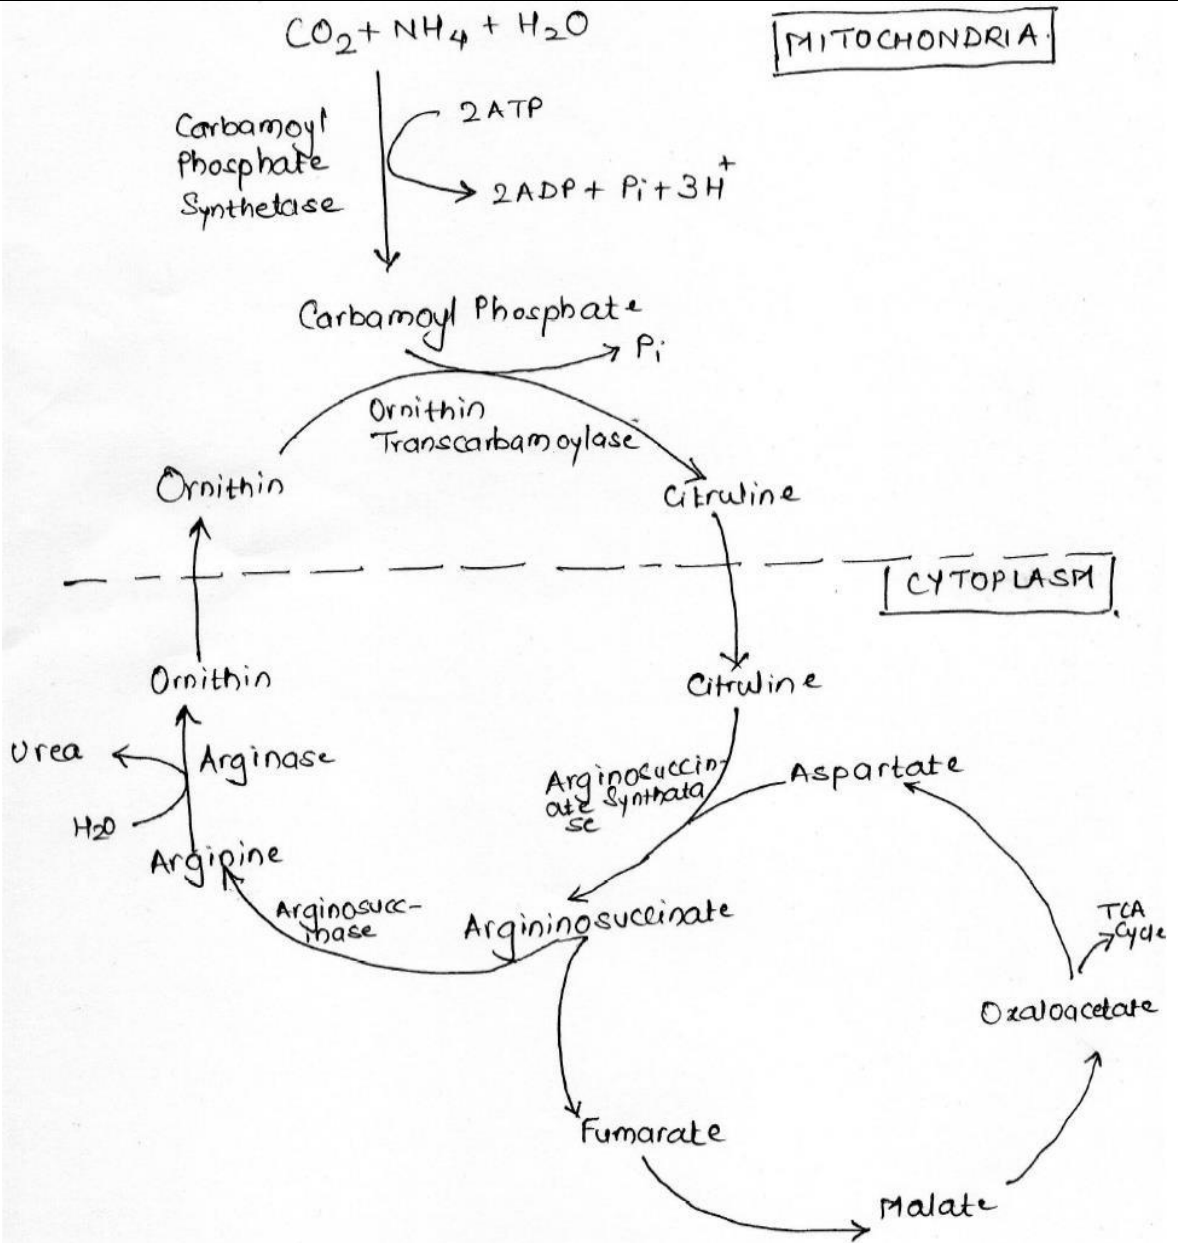 CO2 + NH4 + H2O
MITOCHONDRIA.
Carbamoyl
Phosphate
Synthetase
2ATP
2ADP + Pi + 3H+
Carbamoyl Phosphate
Pi
Ornithin
Transcarbamoylase
Ornithin
Citruline
CYTOPLASM
Ornithin
Citruline
Urea
Arginase
H2O
Arginine
Arginosuccin-
ate Synthata
se
Aspartate
Arginosucc-
inase
Argininosuccinate
TCA
Cycle
Oxaloacetate
Fumarate
Malate